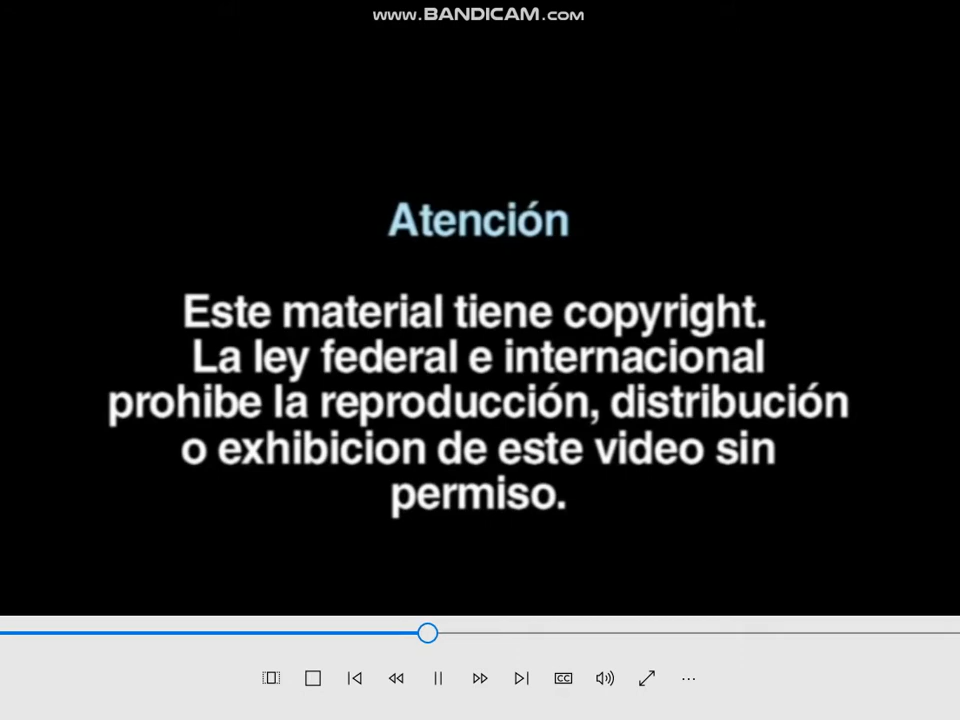 www.BANDICAM.com
Atención
Este material tiene copyright.
La ley federal e internacional
prohibe la reproducción, distribución
o exhibicion de este video sin
permiso.
CC